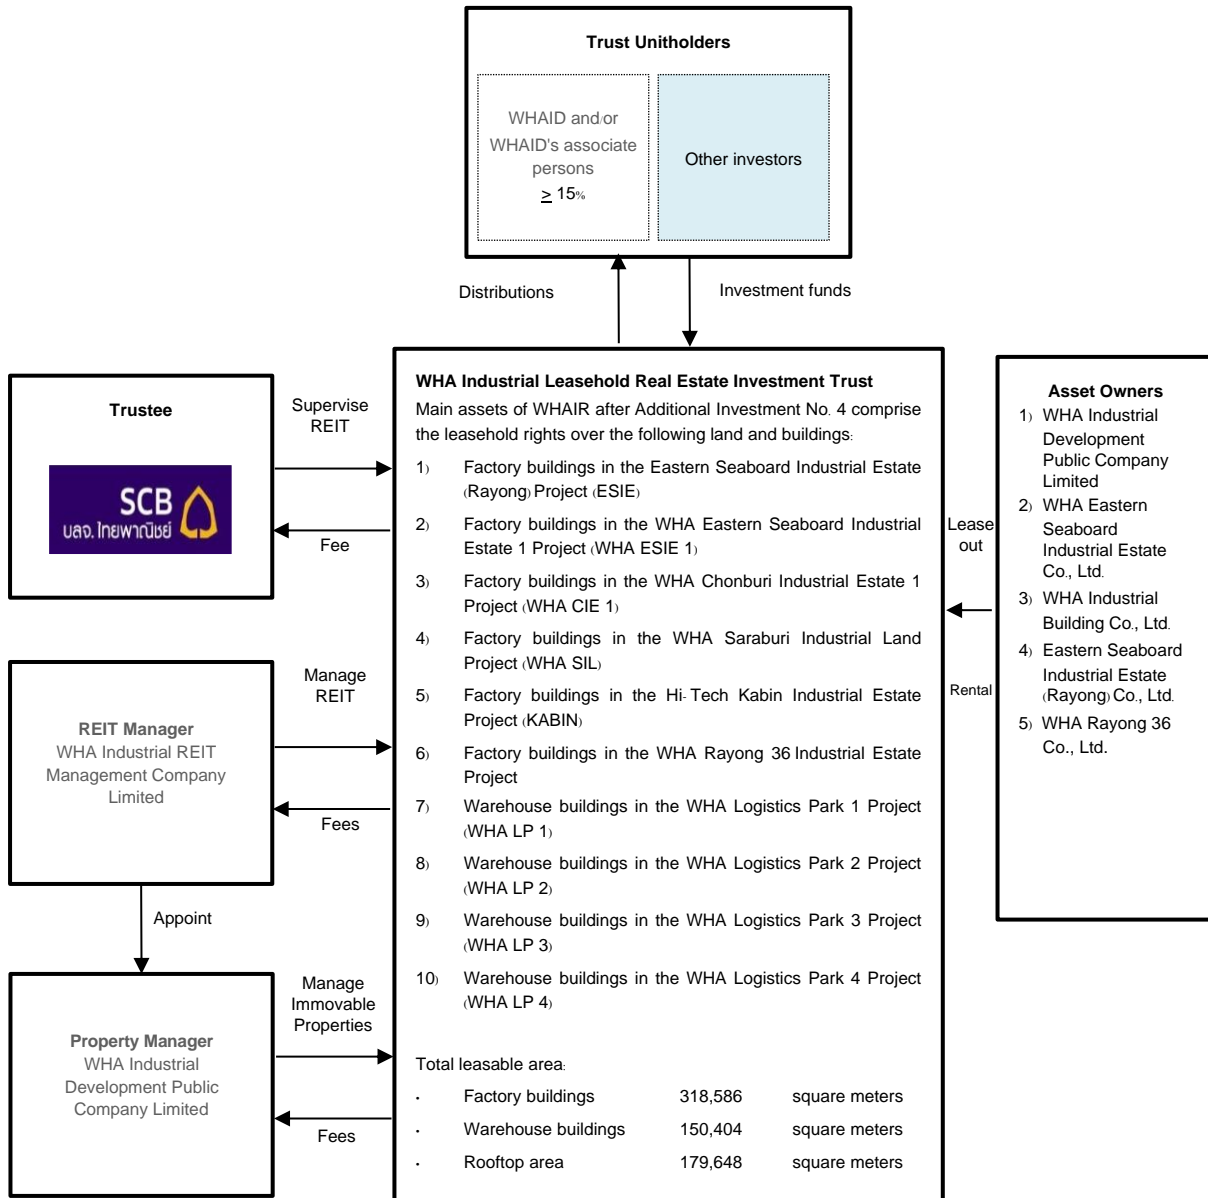 Trust Unitholders
WHAID and/or
WHAID's associate
persons
≥ 15%
Other investors
Distributions
Investment funds
Trustee
SCB
บลจ. ไทยพาณิชย์
Supervise
REIT
Fee
WHA Industrial Leasehold Real Estate Investment Trust
Main assets of WHAIR after Additional Investment No. 4 comprise
the leasehold rights over the following land and buildings:
1) Factory buildings in the Eastern Seaboard Industrial Estate
(Rayong) Project (ESIE)
2) Factory buildings in the WHA Eastern Seaboard Industrial
Estate 1 Project (WHA ESIE 1)
3) Factory buildings in the WHA Chonburi Industrial Estate 1
Project (WHA CIE 1)
4) Factory buildings in the WHA Saraburi Industrial Land
Project (WHA SIL)
5) Factory buildings in the Hi-Tech Kabin Industrial Estate
Project (KABIN)
6) Factory buildings in the WHA Rayong 36 Industrial Estate
Project
7) Warehouse buildings in the WHA Logistics Park 1 Project
(WHA LP 1)
8) Warehouse buildings in the WHA Logistics Park 2 Project
(WHA LP 2)
9) Warehouse buildings in the WHA Logistics Park 3 Project
(WHA LP 3)
10) Warehouse buildings in the WHA Logistics Park 4 Project
(WHA LP 4)
Total leasable area:
· Factory buildings 318,586 square meters
· Warehouse buildings 150,404 square meters
· Rooftop area 179,648 square meters
Lease
out
Rental
Asset Owners
1) WHA Industrial
Development
Public Company
Limited
2) WHA Eastern
Seaboard
Industrial Estate
Co., Ltd.
3) WHA Industrial
Building Co., Ltd.
4) Eastern Seaboard
Industrial Estate
(Rayong) Co., Ltd.
5) WHA Rayong 36
Co., Ltd.
REIT Manager
WHA Industrial REIT
Management Company
Limited
Manage
REIT
Fees
Appoint
Property Manager
WHA Industrial
Development Public
Company Limited
Manage
Immovable
Properties
Fees